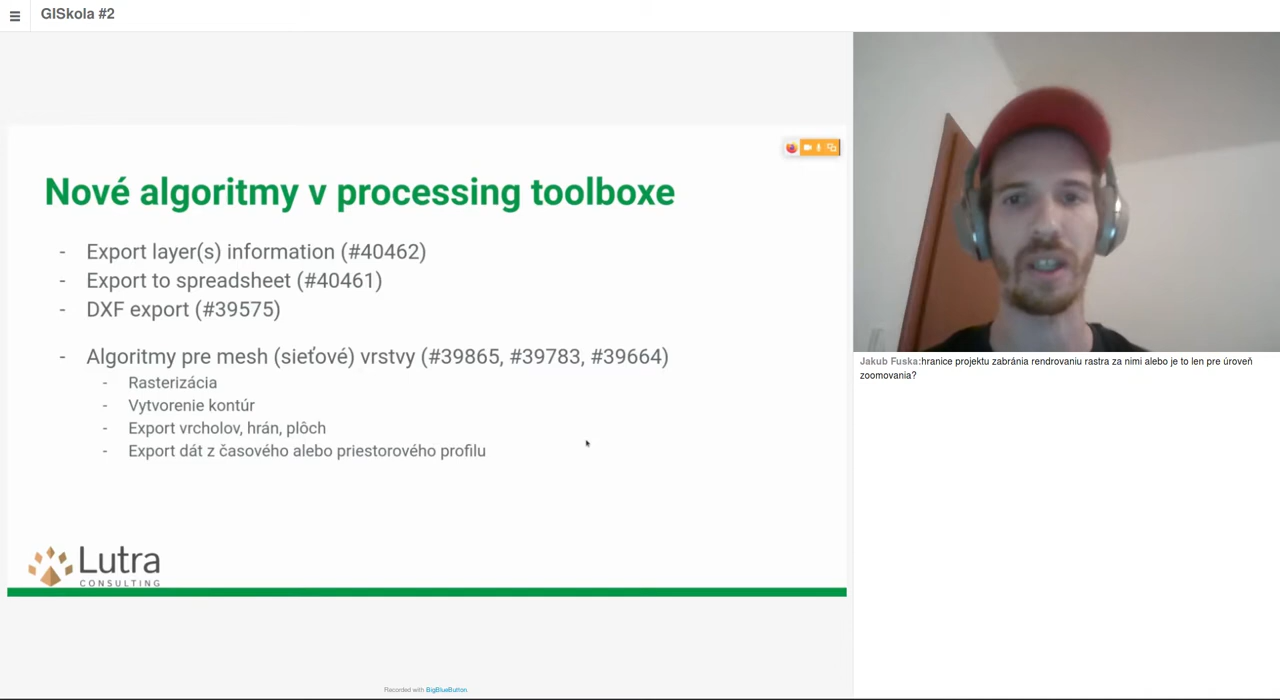 GISkola #2
Nové algoritmy v processing toolboxe
- Export layer(s) information (#40462)
- Export to spreadsheet (#40461)
- DXF export (#39575)
- Algoritmy pre mesh (sieťové) vrstvy (#39865, #39783, #39664)
- Rasterizácia
- Vytvorenie kontúr
- Export vrcholov, hrán, plôch
- Export dát z časového alebo priestorového profilu
Lutra
CONSULTING
Jakub Fuska:hranice projektu zabránia rendrovaniu rastra za nimi alebo je to len pre úroveň
zoomovania?
Recorded with BigBlueButton